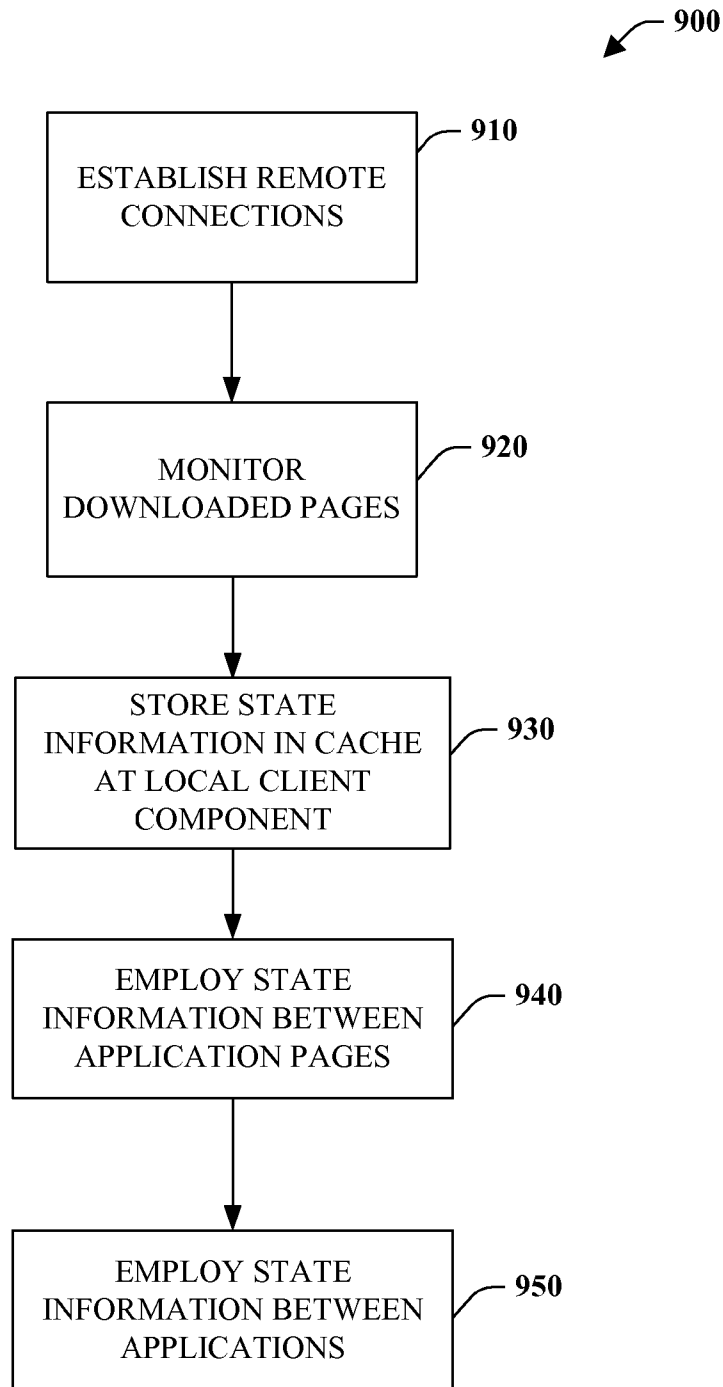 900
910
ESTABLISH REMOTE
CONNECTIONS
920
MONITOR
DOWNLOADED PAGES
STORE STATE
INFORMATION IN CACHE
AT LOCAL CLIENT
COMPONENT
930
EMPLOY STATE
INFORMATION BETWEEN
APPLICATION PAGES
940
EMPLOY STATE
INFORMATION BETWEEN
APPLICATIONS
950